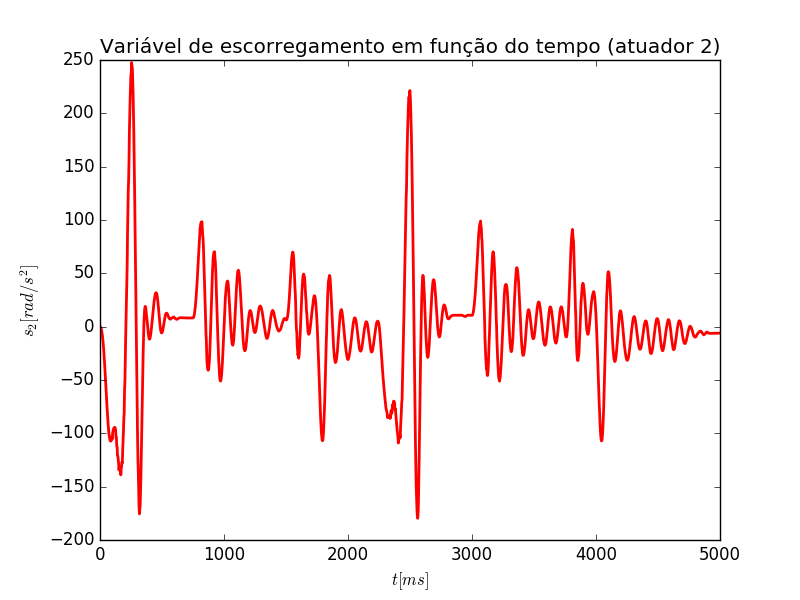 Variável de escorregamento em função do tempo (atuador 2)
250
200
150
100
50
0
−50
−100
−150
−200
s₂[rad/s²]
0 1000 2000 3000 4000 5000
t[ms]